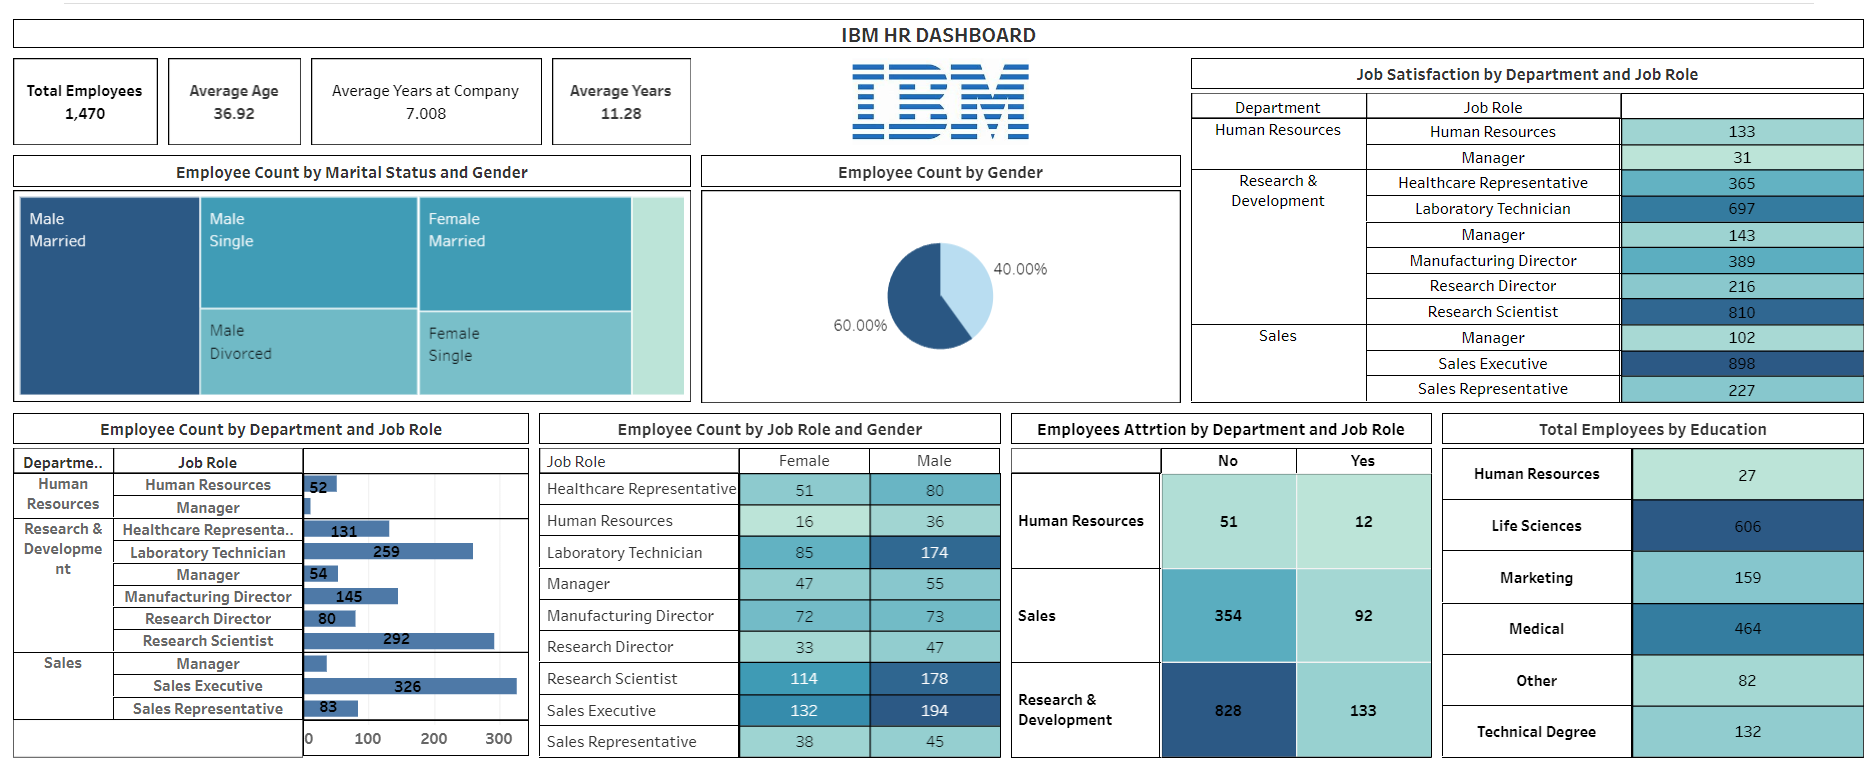 IBM HR DASHBOARD
Total Employees
1,470
Average Age
36.92
Average Years at Company
7.008
Average Years
11.28
IBM
Employee Count by Marital Status and Gender
Male
Married
Male
Single
Female
Married
Male
Divorced
Female
Single
Employee Count by Gender
40.00%
60.00%
Job Satisfaction by Department and Job Role
Department Job Role
Human Resources Human Resources 133
Manager 31
Research &
Development
Healthcare Representative 365
Laboratory Technician 697
Manager 143
Manufacturing Director 389
Research Director 216
Research Scientist 810
Sales Manager 102
Sales Executive 898
Sales Representative 227
Employee Count by Department and Job Role
Departme.. Job Role
Human
Resources
Human Resources 52
Manager
Research &
Developme
nt
Healthcare Representa.. 131
Laboratory Technician 259
Manager 54
Manufacturing Director 145
Research Director 80
Research Scientist 292
Sales Manager
Sales Executive 326
Sales Representative 83
0 100 200 300
Employee Count by Job Role and Gender
Job Role Female Male
Healthcare Representative 51 80
Human Resources 16 36
Laboratory Technician 85 174
Manager 47 55
Manufacturing Director 72 73
Research Director 33 47
Research Scientist 114 178
Sales Executive 132 194
Sales Representative 38 45
Employees Attrtion by Department and Job Role
No Yes
Human Resources 51 12
Sales 354 92
Research &
Development
828 133
Total Employees by Education
Human Resources 27
Life Sciences 606
Marketing 159
Medical 464
Other 82
Technical Degree 132